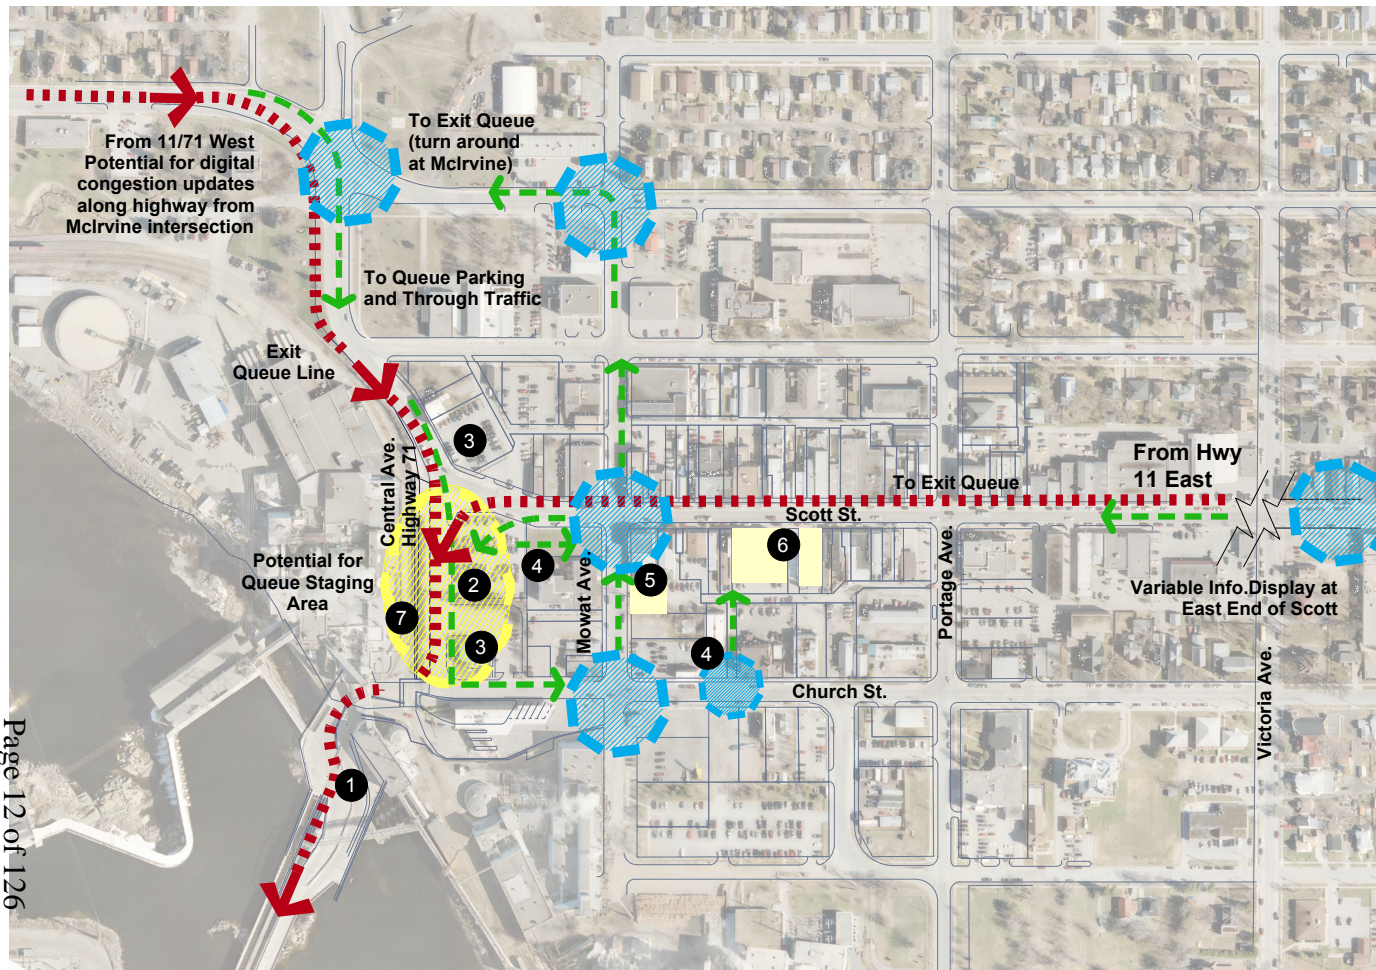 From 11/71 West
Potential for digital
congestion updates
along highway from
McIrvine intersection
To Exit Queue
(turn around
at McIrvine)
To Queue Parking
and Through Traffic
Exit
Queue Line
3
Central Ave.
Highway 71
From Hwy
11 East
To Exit Queue
Scott St.
Potential for
Queue Staging
Area
2
4
Mowat Ave.
5
6
Portage Ave.
Variable Info.Display at
East End of Scott
7
3
4
Church St.
Victoria Ave.
1
Page 12 of 126